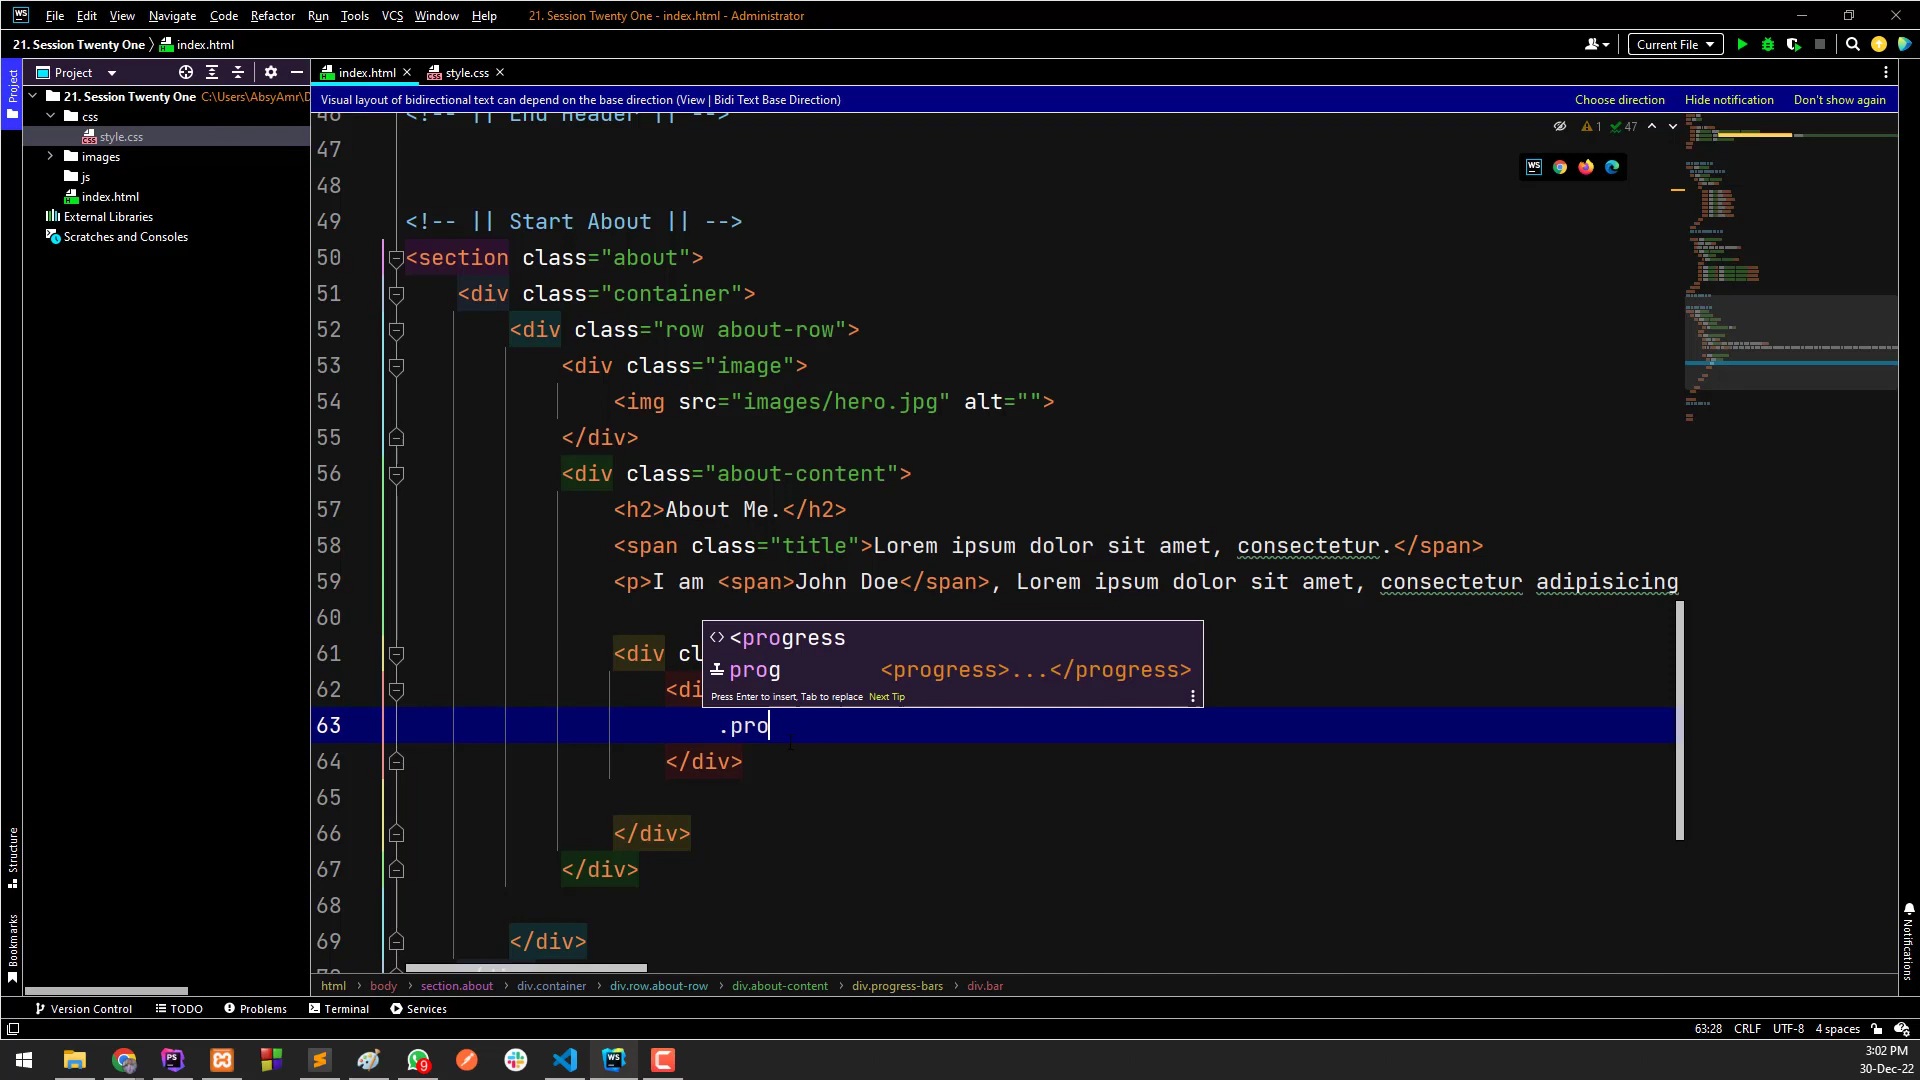 File Edit View Navigate Code Refactor Run Tools VCS Window Help 21. Session Twenty One - index.html - Administrator
21. Session Twenty One index.html Current File
Project index.html style.css
Project
21. Session Twenty One C:\Users\AbsyAmr\D
Visual layout of bidirectional text can depend on the base direction (View | Bidi Text Base Direction) Choose direction Hide notification Don't show again
css
style.css
images
js
index.html
External Libraries
Scratches and Consoles
1 47
46 <!-- || End Header || -->
47
48
49 <!-- || Start About || -->
50 <section class="about">
51 <div class="container">
52 <div class="row about-row">
53 <div class="image">
54 <img src="images/hero.jpg" alt="">
55 </div>
56 <div class="about-content">
57 <h2>About Me.</h2>
58 <span class="title">Lorem ipsum dolor sit amet, consectetur.</span>
59 <p>I am <span>John Doe</span>, Lorem ipsum dolor sit amet, consectetur adipisicing
60
<progress
61 <div cl
prog <progress>...</progress>
62 <di
Press Enter to insert, Tab to replace Next Tip
63 .pro
64 </div>
65
66 </div>
67 </div>
68
69 </div>
Structure
Bookmarks
Notifications
html body section.about div.container div.row.about-row div.about-content div.progress-bars div.bar
Version Control TODO Problems Terminal Services
63:28 CRLF UTF-8 4 spaces
9
3:02 PM
30-Dec-22